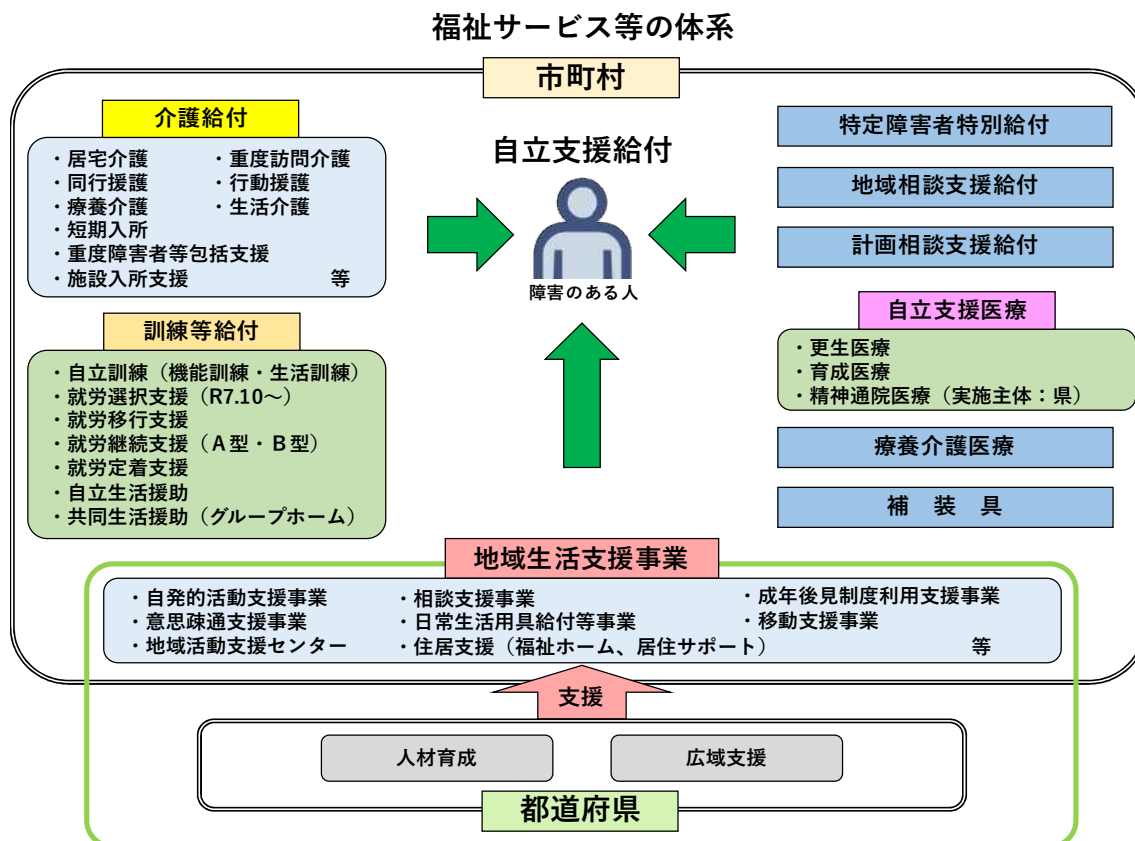 福祉サービス等の体系
市町村
介護給付
・居宅介護 ・重度訪問介護
・同行援護 ・行動援護
・療養介護 ・生活介護
・短期入所
・重度障害者等包括支援
・施設入所支援 等
訓練等給付
・自立訓練（機能訓練・生活訓練）
・就労選択支援（R7.10～）
・就労移行支援
・就労継続支援（Ａ型・Ｂ型）
・就労定着支援
・自立生活援助
・共同生活援助（グループホーム）
自立支援給付
障害のある人
特定障害者特別給付
地域相談支援給付
計画相談支援給付
自立支援医療
・更生医療
・育成医療
・精神通院医療（実施主体：県）
療養介護医療
補 装 具
地域生活支援事業
・自発的活動支援事業 ・相談支援事業 ・成年後見制度利用支援事業
・意思疎通支援事業 ・日常生活用具給付等事業 ・移動支援事業
・地域活動支援センター ・住居支援（福祉ホーム、居住サポート） 等
支援
人材育成 広域支援
都道府県